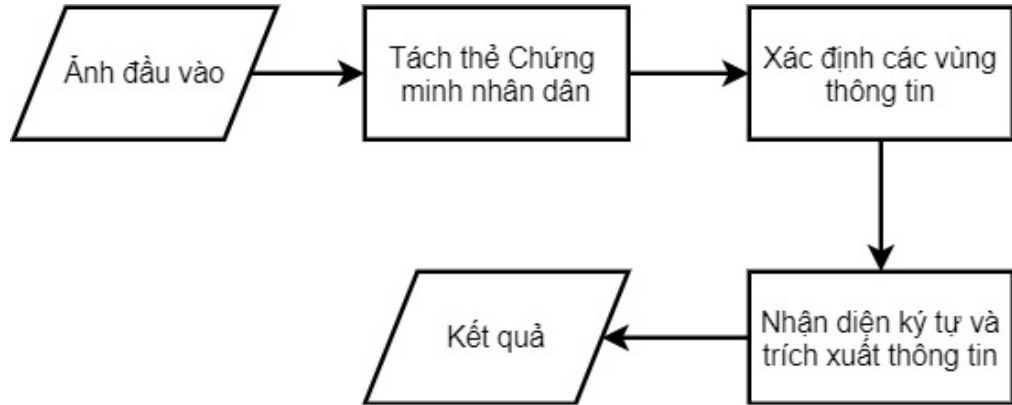 Ảnh đầu vào
Tách thẻ Chứng
minh nhân dân
Xác định các vùng
thông tin
Nhận diện ký tự và
trích xuất thông tin
Kết quả